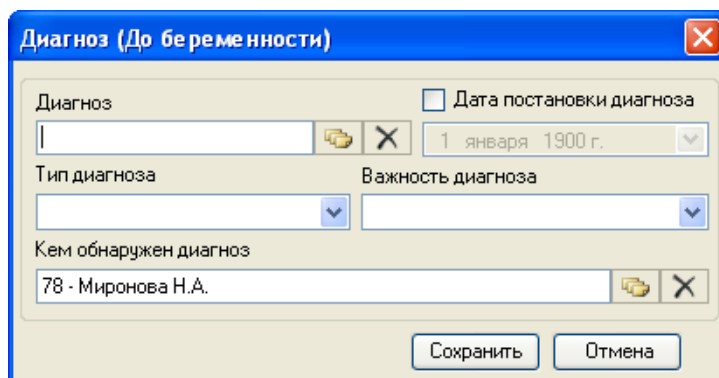 Диагноз (До беременности)
Диагноз
Дата постановки диагноза
1 января 1900 г.
Тип диагноза
Важность диагноза
Кем обнаружен диагноз
78 - Миронова Н.А.
Сохранить
Отмена